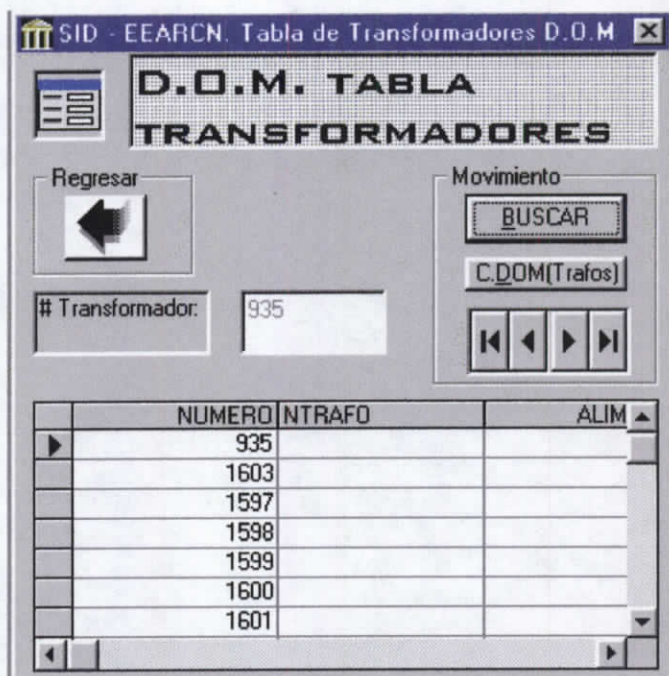 SID - EEARCN. Tabla de Transformadores D.O.M
D.O.M. TABLA
TRANSFORMADORES
Regresar
Movimiento
BUSCAR
C.DOM(Trafos)
# Transformador:
935
NUMERO NTRAFO ALIM
935
1603
1597
1598
1599
1600
1601